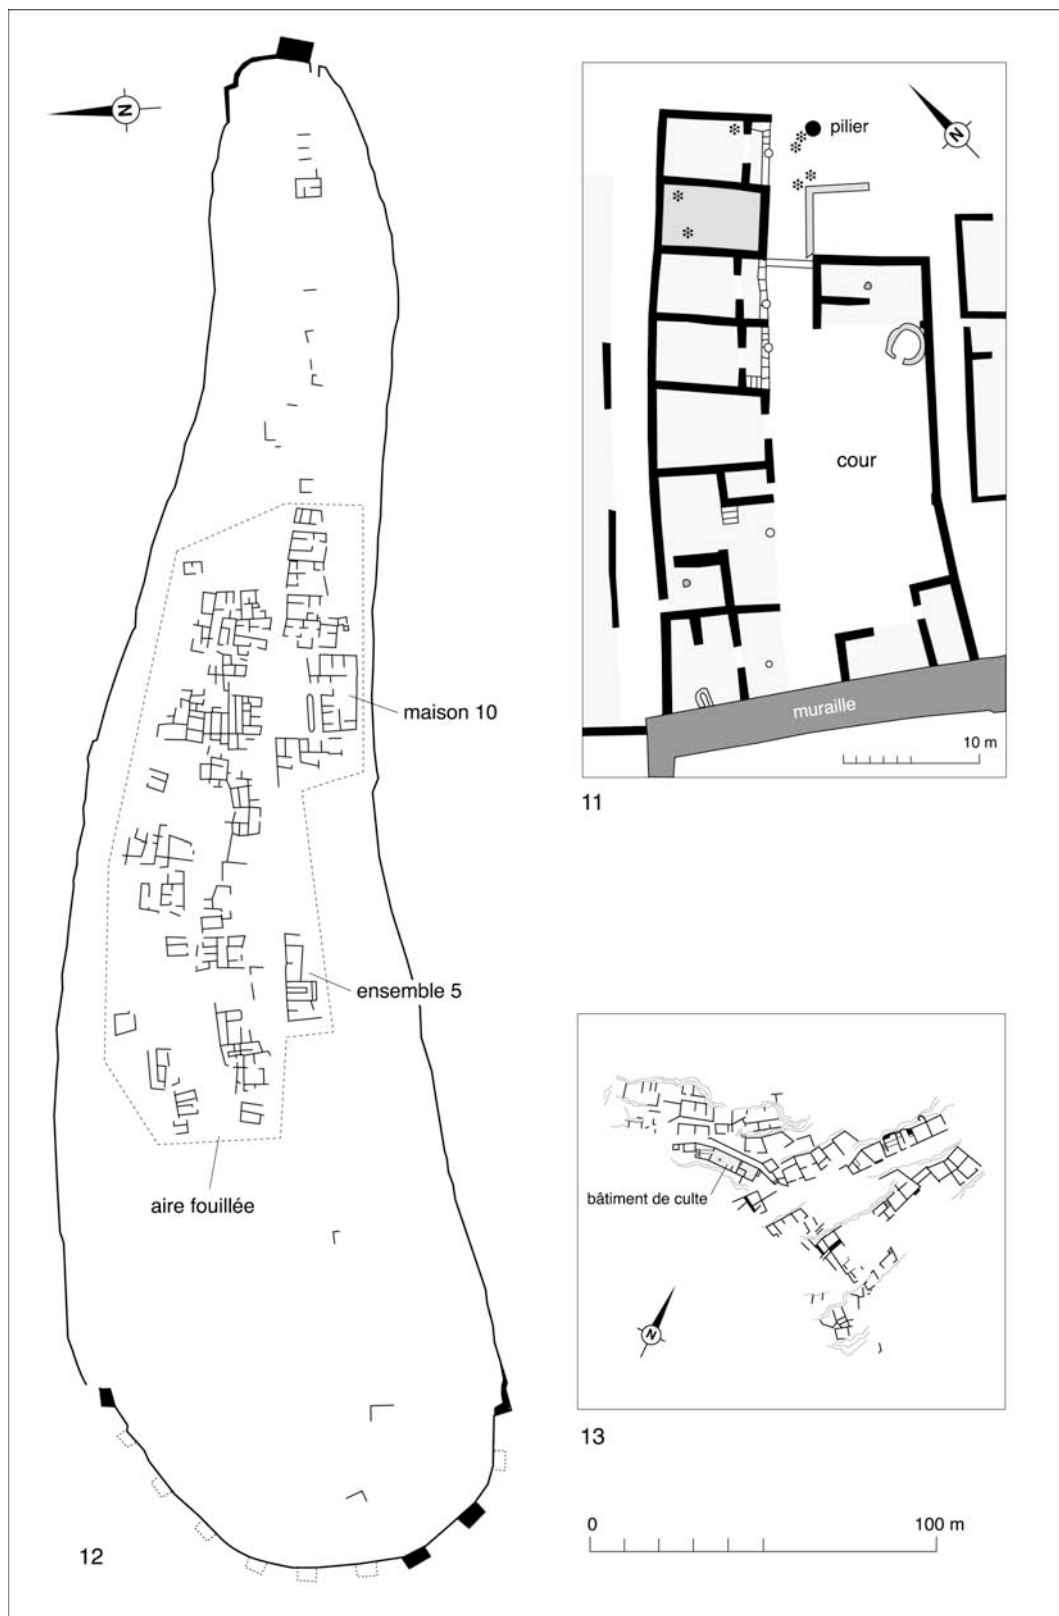 N
maison 10
ensemble 5
aire fouillée
12
N
pilier
cour
muraille
10 m
11
bâtiment de culte
N
13
0
100 m